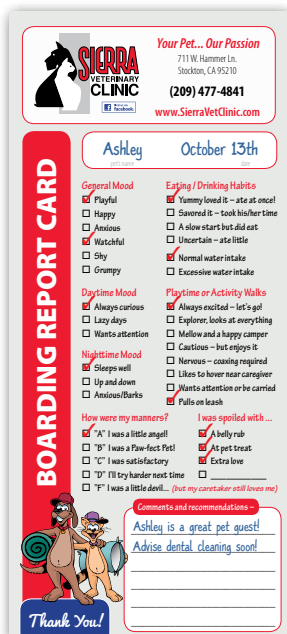 SIERRA
VETERINARY
CLINIC
facebook.
Your Pet... Our Passion
711 W. Hammer Ln.
Stockton, CA 95210
(209) 477-4841
www.SierraVetClinic.com
BOARDING REPORT CARD
Ashley October 13th
pet's name date
General Mood
Playful
Happy
Anxious
Watchful
Shy
Grumpy
Eating / Drinking Habits
Yummy loved it – ate at once!
Savored it – took his/her time
A slow start but did eat
Uncertain – ate little
Normal water intake
Excessive water intake
Daytime Mood
Always curious
Lazy days
Wants attention
Nighttime Mood
Sleeps well
Up and down
Anxious/Barks
Playtime or Activity Walks
Always excited – let's go!
Explorer, looks at everything
Mellow and a happy camper
Cautious – but enjoys it
Nervous – coaxing required
Likes to hover near caregiver
Wants attention or be carried
Pulls on leash
How were my manners?
"A" I was a little angel!
"B" I was a Paw-fect Pet!
"C" I was satisfactory
"D" I'll try harder next time
"F" I was a little devil... (but my caretaker still loves me)
I was spoiled with ...
A belly rub
At pet treat
Extra love
Comments and recommendations –
Ashley is a great pet guest!
Advise dental cleaning soon!
Thank You!